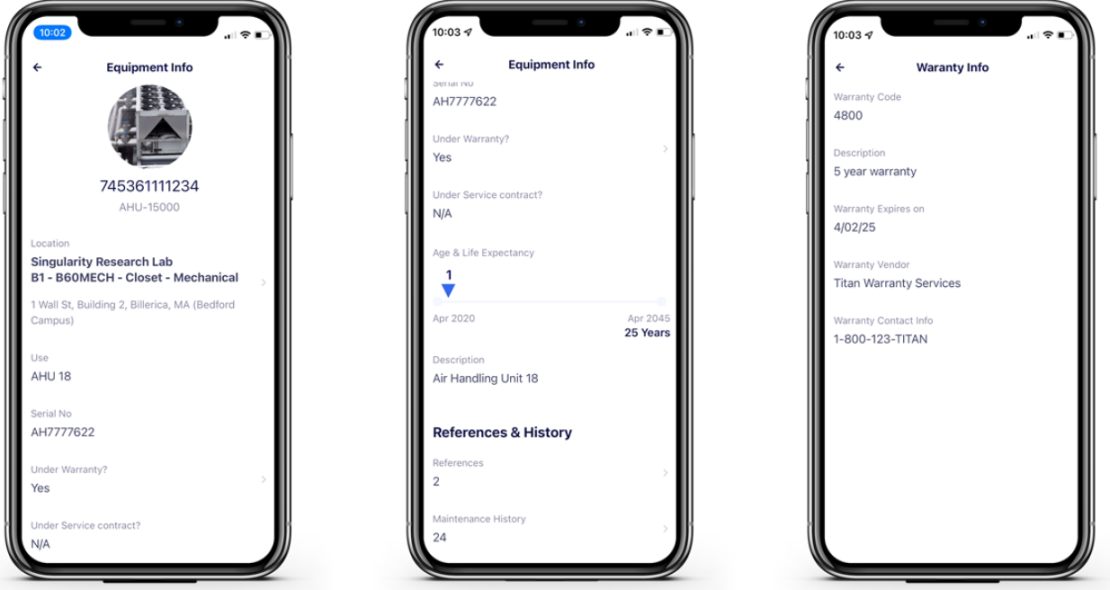 10:02
Equipment Info
745361111234
AHU-15000
Location
Singularity Research Lab
B1 - B60MECH - Closet - Mechanical
1 Wall St, Building 2, Billerica, MA (Bedford
Campus)
Use
AHU 18
Serial No
AH7777622
Under Warranty?
Yes
Under Service contract?
N/A
10:03
Equipment Info
Serial No
AH7777622
Under Warranty?
Yes
Under Service contract?
N/A
Age & Life Expectancy
1
Apr 2020 Apr 2045
25 Years
Description
Air Handling Unit 18
References & History
References
2
Maintenance History
24
10:03
Waranty Info
Warranty Code
4800
Description
5 year warranty
Warranty Expires on
4/02/25
Warranty Vendor
Titan Warranty Services
Warranty Contact Info
1-800-123-TITAN